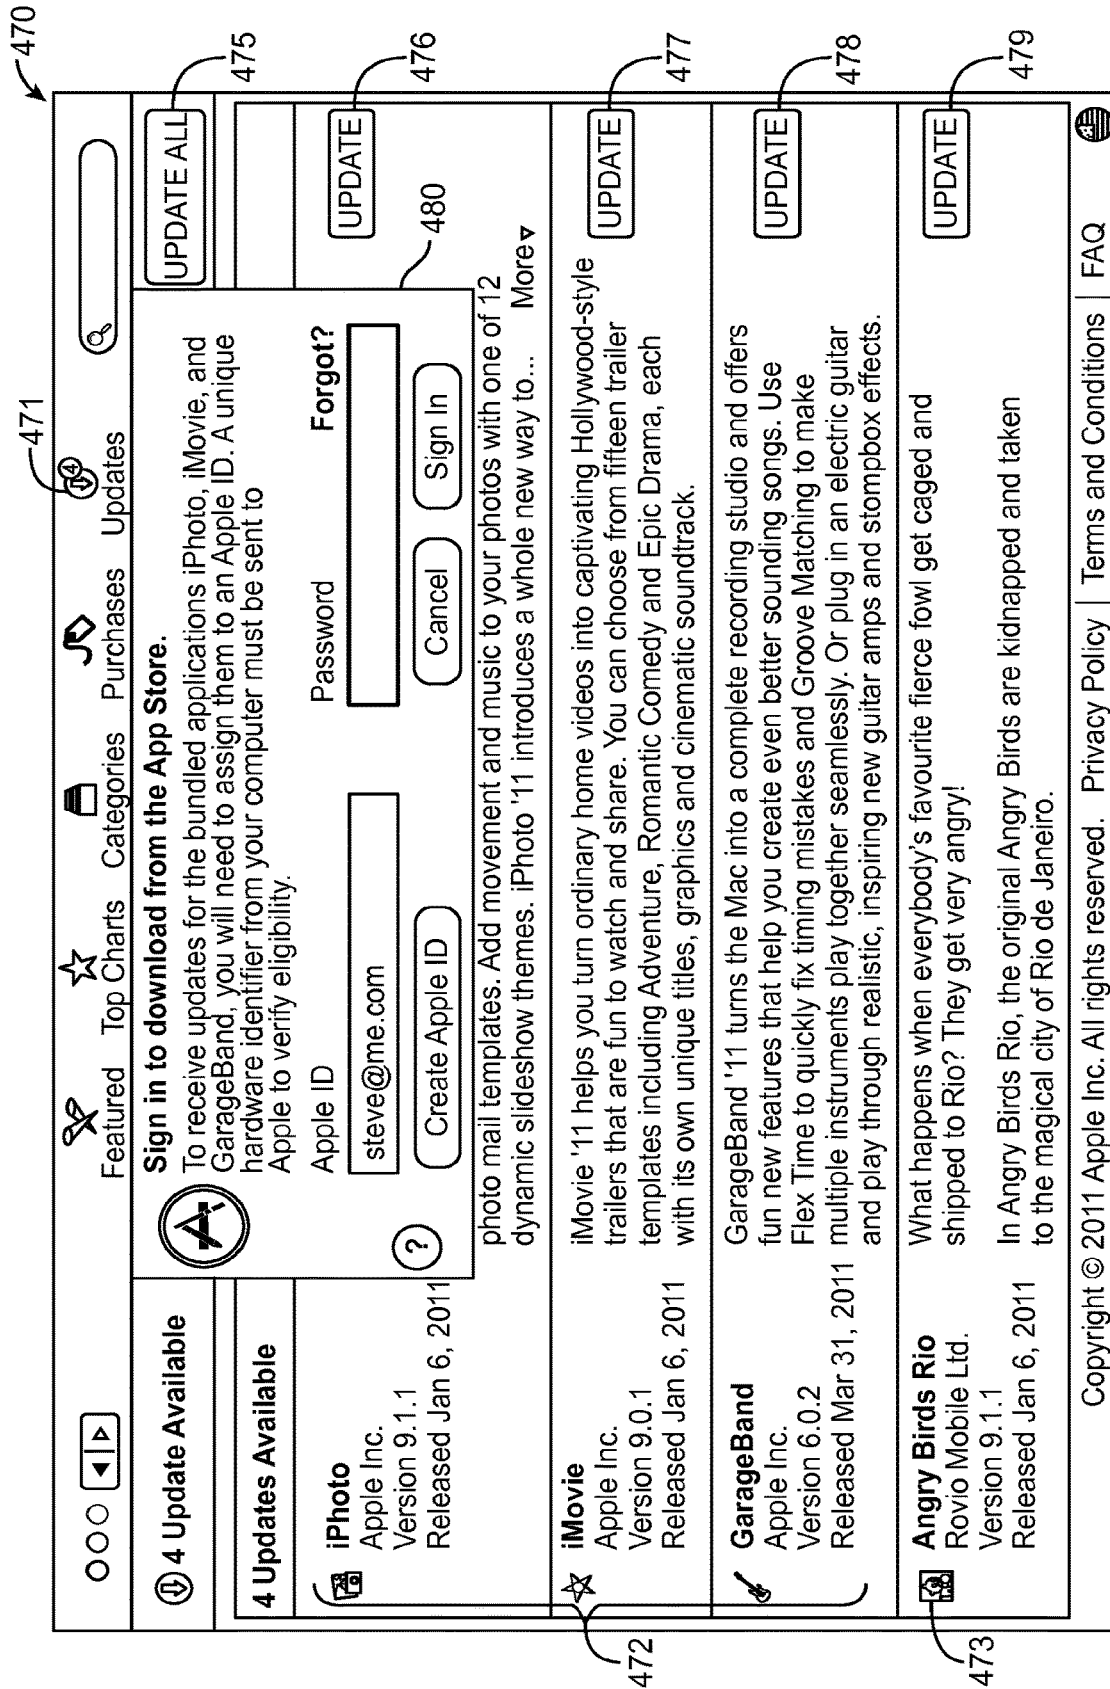 470
471
Featured
Top Charts
Categories
Purchases
4
Updates
4 Update Available
UPDATE ALL
475
Sign in to download from the App Store.
To receive updates for the bundled applications iPhoto, iMovie, and
GarageBand, you will need to assign them to an Apple ID. A unique
hardware identifier from your computer must be sent to
Apple to verify eligibility.
Apple ID
Password
Forgot?
steve@me.com
?
Create Apple ID
Cancel
Sign In
480
4 Updates Available
iPhoto
Apple Inc.
Version 9.1.1
Released Jan 6, 2011
photo mail templates. Add movement and music to your photos with one of 12
dynamic slideshow themes. iPhoto '11 introduces a whole new way to... More
UPDATE
476
472
iMovie
Apple Inc.
Version 9.0.1
Released Jan 6, 2011
iMovie '11 helps you turn ordinary home videos into captivating Hollywood-style
trailers that are fun to watch and share. You can choose from fifteen trailer
templates including Adventure, Romantic Comedy and Epic Drama, each
with its own unique titles, graphics and cinematic soundtrack.
UPDATE
477
GarageBand
Apple Inc.
Version 6.0.2
Released Mar 31, 2011
GarageBand '11 turns the Mac into a complete recording studio and offers
fun new features that help you create even better sounding songs. Use
Flex Time to quickly fix timing mistakes and Groove Matching to make
multiple instruments play together seamlessly. Or plug in an electric guitar
and play through realistic, inspiring new guitar amps and stompbox effects.
UPDATE
478
473
Angry Birds Rio
Rovio Mobile Ltd.
Version 9.1.1
Released Jan 6, 2011
What happens when everybody's favourite fierce fowl get caged and
shipped to Rio? They get very angry!
In Angry Birds Rio, the original Angry Birds are kidnapped and taken
to the magical city of Rio de Janeiro.
UPDATE
479
Copyright © 2011 Apple Inc. All rights reserved. Privacy Policy | Terms and Conditions | FAQ